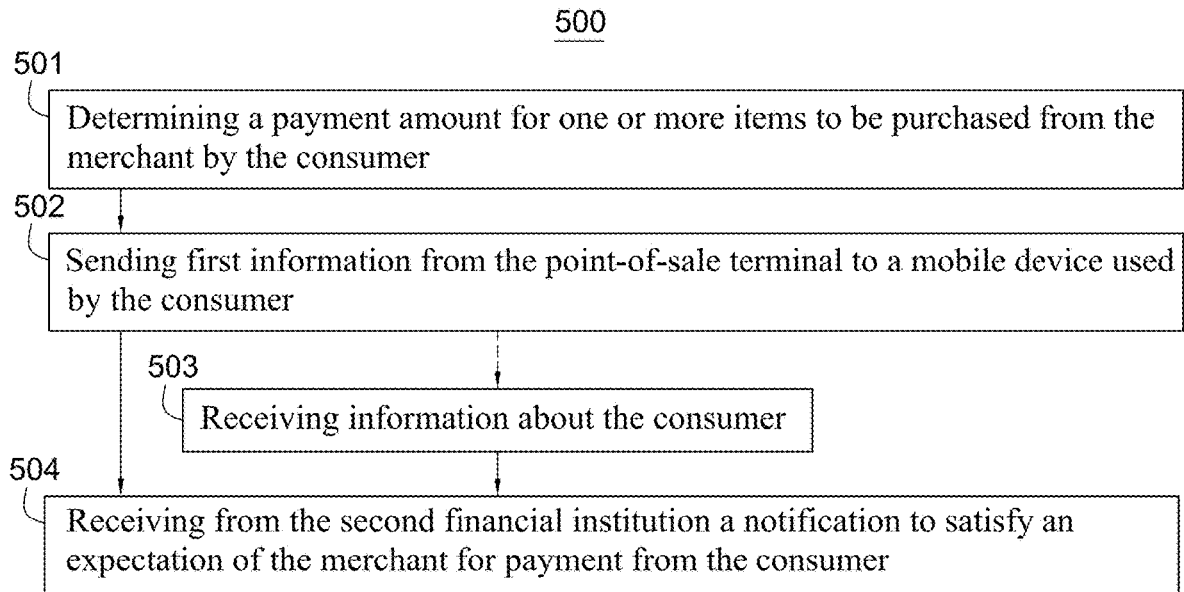 500
501
Determining a payment amount for one or more items to be purchased from the
merchant by the consumer
502
Sending first information from the point-of-sale terminal to a mobile device used
by the consumer
503
Receiving information about the consumer
504
Receiving from the second financial institution a notification to satisfy an
expectation of the merchant for payment from the consumer